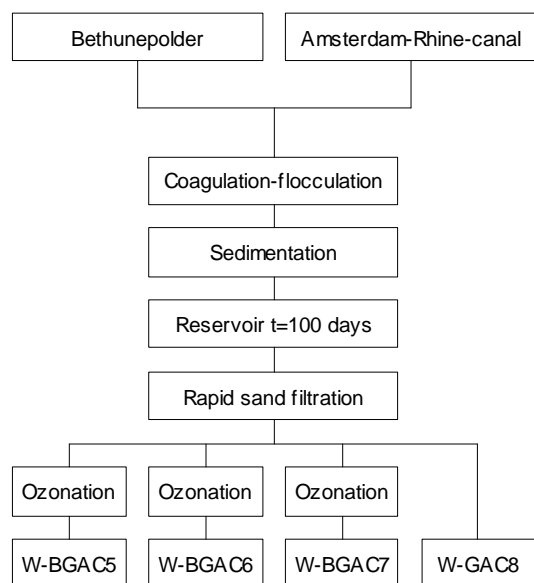 Bethunepolder
Amsterdam-Rhine-canal
Coagulation-flocculation
Sedimentation
Reservoir t=100 days
Rapid sand filtration
Ozonation
Ozonation
Ozonation
W-BGAC5
W-BGAC6
W-BGAC7
W-GAC8